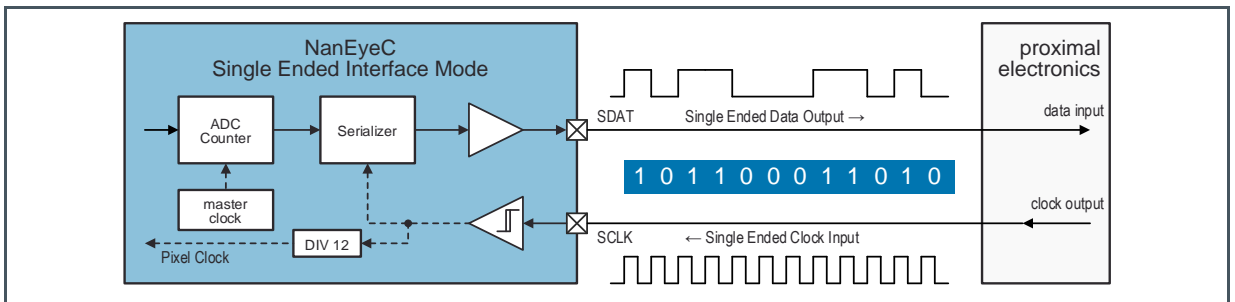 NanEyeC
Single Ended Interface Mode
proximal
electronics
ADC
Counter
Serializer
SDAT
Single Ended Data Output →
data input
1 0 1 1 0 0 0 1 1 0 1 0
master
clock
clock output
DIV 12
SCLK
← Single Ended Clock Input
Pixel Clock